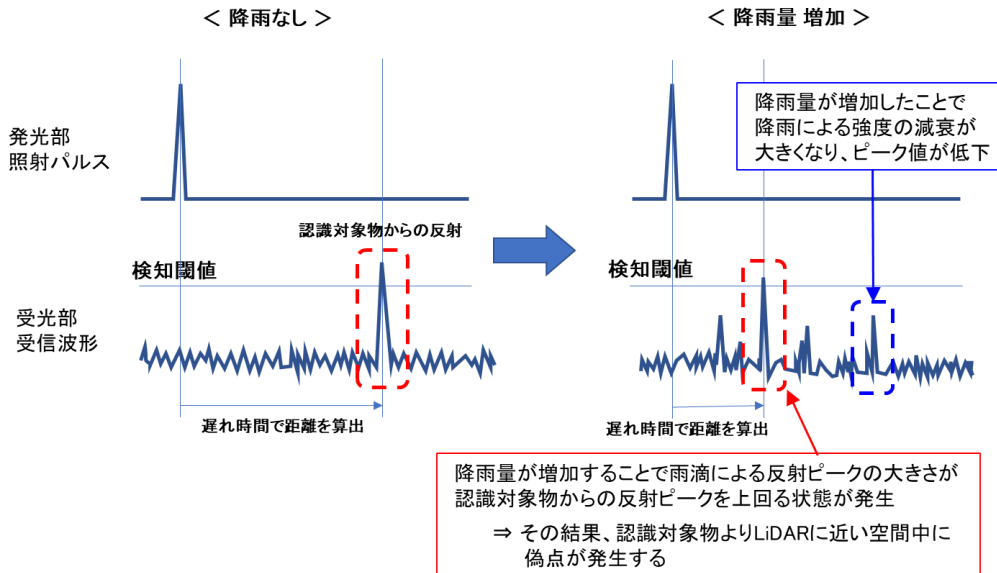 ＜ 降雨なし ＞
＜ 降雨量 増加 ＞
発光部
照射パルス
降雨量が増加したことで
降雨による強度の減衰が
大きくなり、ピーク値が低下
認識対象物からの反射
検知閾値
検知閾値
受光部
受信波形
遅れ時間で距離を算出
遅れ時間で距離を算出
降雨量が増加することで雨滴による反射ピークの大きさが
認識対象物からの反射ピークを上回る状態が発生
⇒ その結果、認識対象物よりLiDARに近い空間中に
偽点が発生する